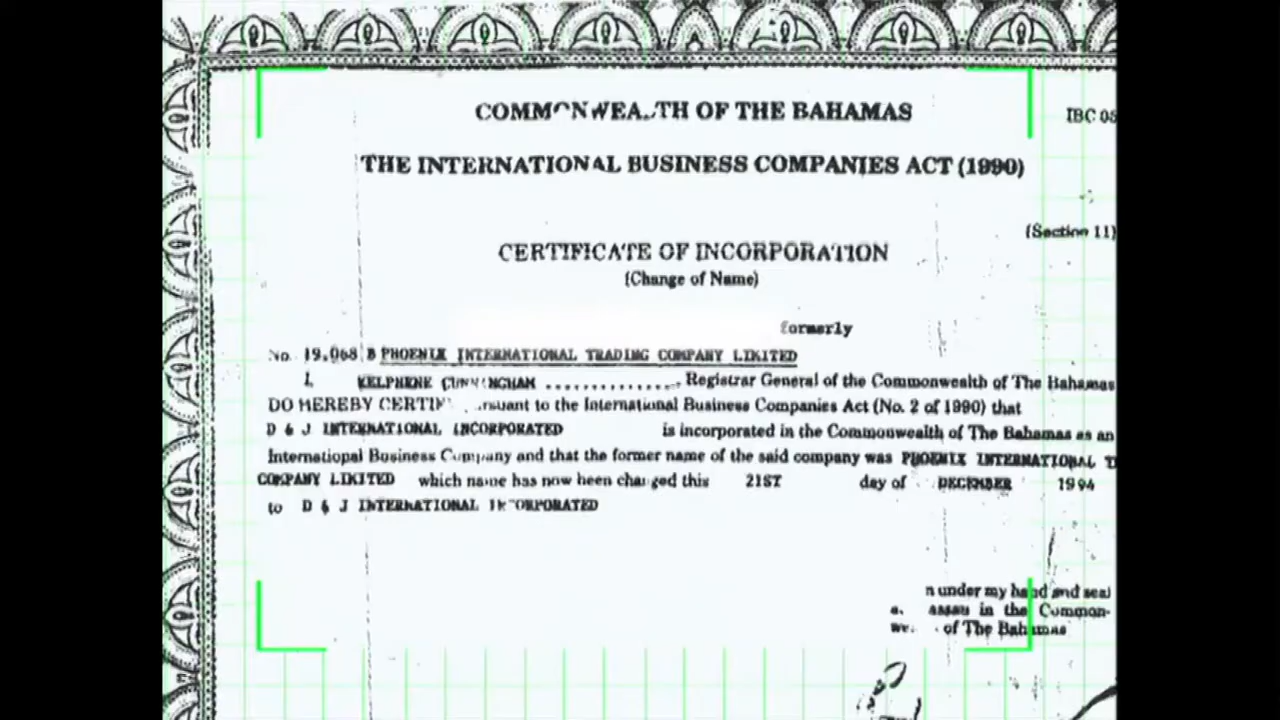 COMMONWEALTH OF THE BAHAMAS
IBC 08
THE INTERNATIONAL BUSINESS COMPANIES ACT (1990)
(Section 11)
CERTIFICATE OF INCORPORATION
(Change of Name)
formerly
No. 19,068 B PHOENIX INTERNATIONAL TRADING COMPANY LIMITED
I, KELPHENE CUNNINGHAM .............. Registrar General of the Commonwealth of The Bahamas
DO HEREBY pursuant to the International Business Companies Act (No. 2 of 1990) that
D & J INTERNATIONAL INCORPORATED is incorporated in the Commonwealth of The Bahamas as an
International Business Company and that the former name of the said company was PHOENIX INTERNATIONAL
COMPANY LIMITED which name has now been changed this 21ST day of DECEMBER 1994
to D & J INTERNATIONAL INCORPORATED
under my hand and seal
in the Common-
of The Bahamas